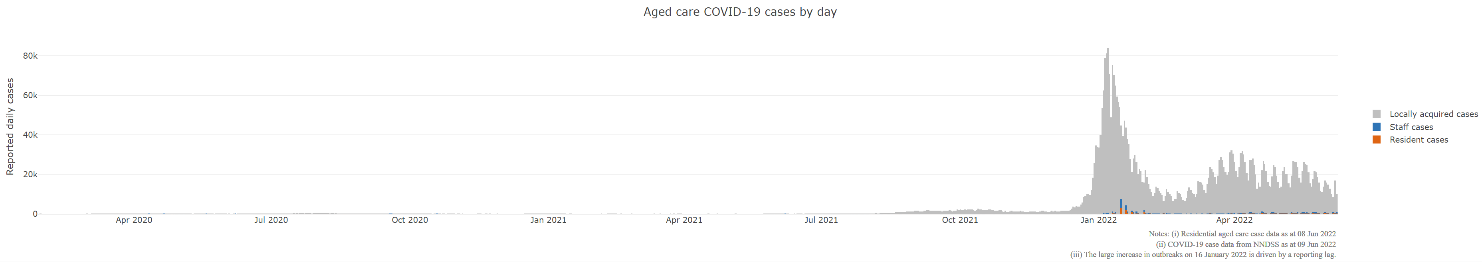 Aged care COVID-19 cases by day
Reported daily cases
80k
60k
40k
20k
0
Apr 2020
Jul 2020
Oct 2020
Jan 2021
Apr 2021
Jul 2021
Oct 2021
Jan 2022
Apr 2022
Locally acquired cases
Staff cases
Resident cases
Notes: (i) Residential aged care case data as at 08 Jun 2022
(ii) COVID-19 case data from NNDSS as at 09 Jun 2022
(iii) The large increase in outbreaks on 16 January 2022 is driven by a reporting lag.